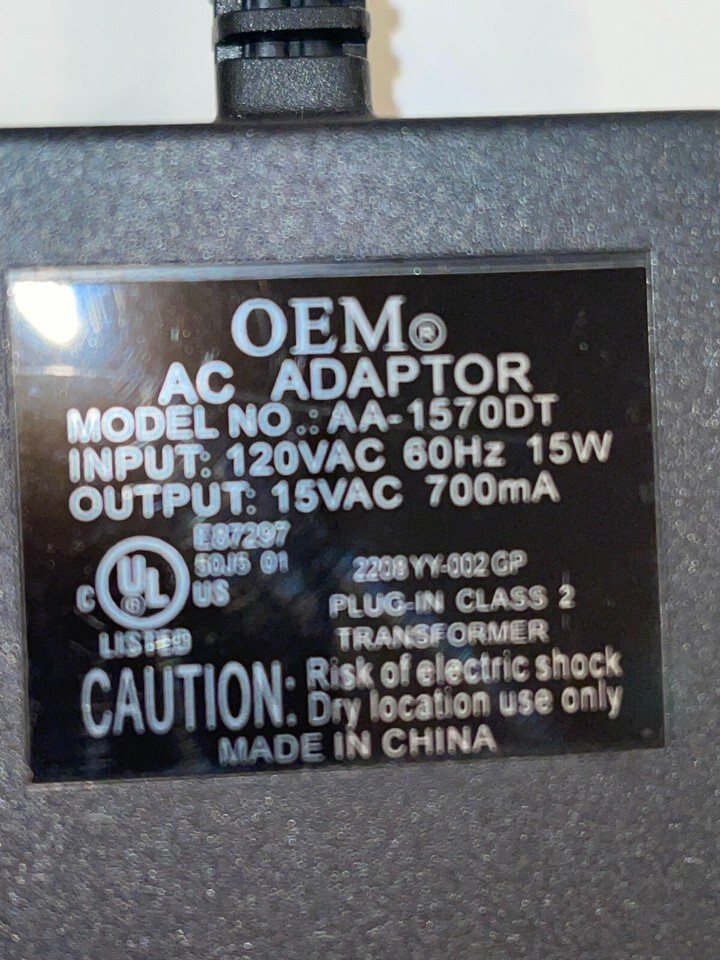 OEM®
AC ADAPTOR
MODEL NO.: AA-1570DT
INPUT: 120VAC 60Hz 15W
OUTPUT: 15VAC 700mA
E87297
50J5 01
C UL ® US
LISTED
2208 YY-002 GP
PLUG-IN CLASS 2
TRANSFORMER
CAUTION: Risk of electric shock
Dry location use only
MADE IN CHINA